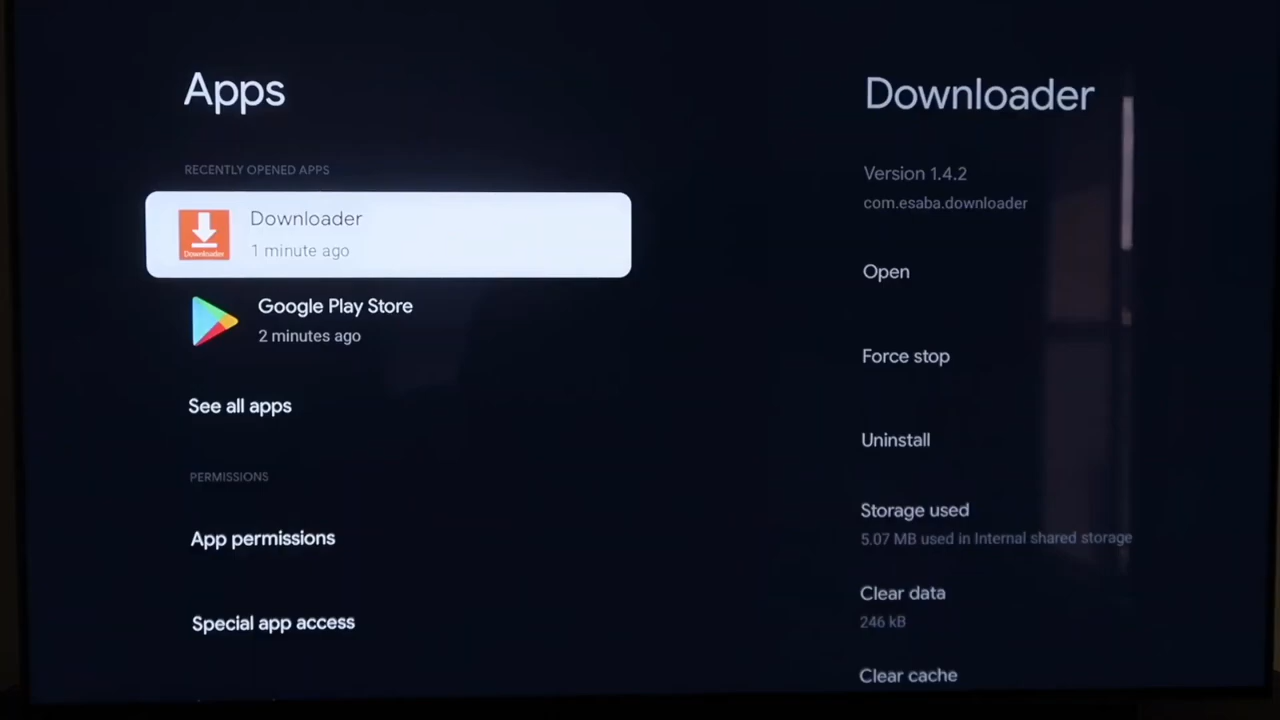 Apps
RECENTLY OPENED APPS
Downloader
1 minute ago
Downloader
Google Play Store
2 minutes ago
See all apps
PERMISSIONS
App permissions
Special app access
Downloader
Version 1.4.2
com.esaba.downloader
Open
Force stop
Uninstall
Storage used
5.07 MB used in Internal shared storage
Clear data
246 kB
Clear cache